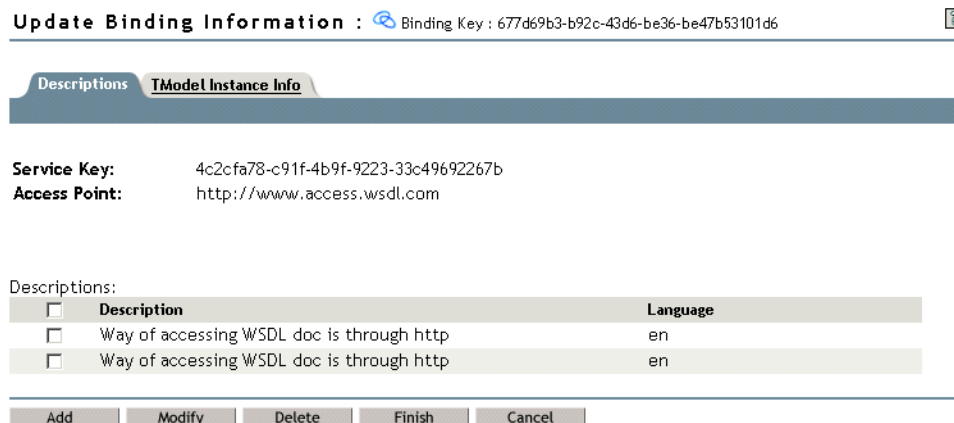 Update Binding Information : Binding Key : 677d69b3-b92c-43d6-be36-be47b53101d6
Descriptions TModel Instance Info
Service Key: 4c2cfa78-c91f-4b9f-9223-33c49692267b
Access Point: http://www.access.wsdl.com
Descriptions:
Description Language
Way of accessing WSDL doc is through http en
Way of accessing WSDL doc is through http en
Add Modify Delete Finish Cancel